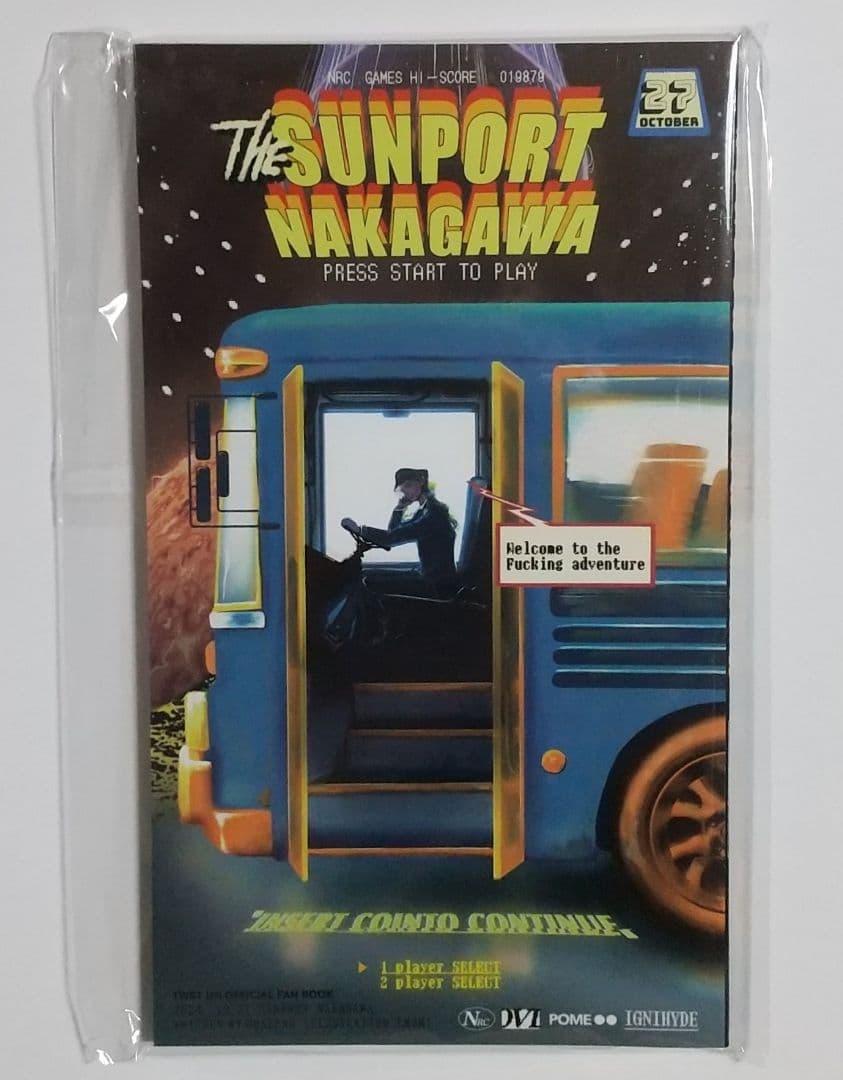 NRC GAMES HI-SCORE 019879
27
OCTOBER
The SUNPORT
NAKAGAWA
PRESS START TO PLAY
Welcome to the
Fucking adventure
"INSERT COINTO CONTINUE"
1 player SELECT
2 player SELECT
TWST UNOFFICIAL FAN BOOK
NRC POME IGNIHYDE